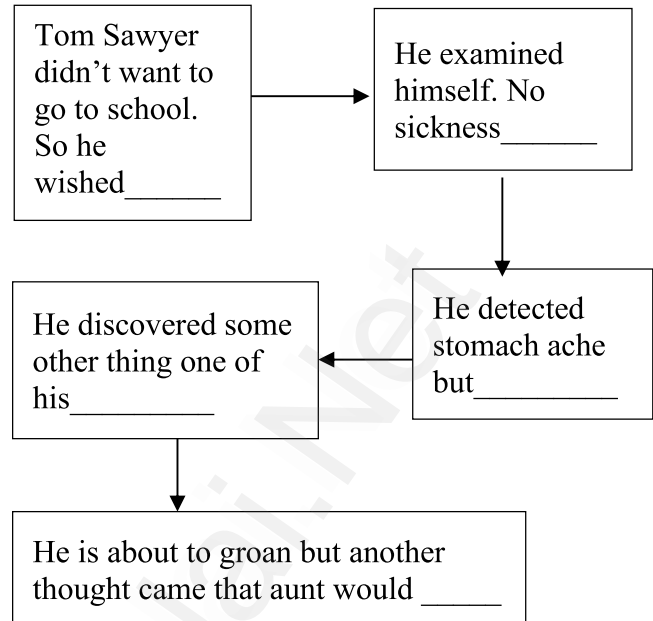 Tom Sawyer
didn’t want to
go to school.
So he
wished______
He examined
himself. No
sickness______
He detected
stomach ache
but_________
He discovered some
other thing one of
his_________
He is about to groan but another
thought came that aunt would _____
lai.Net